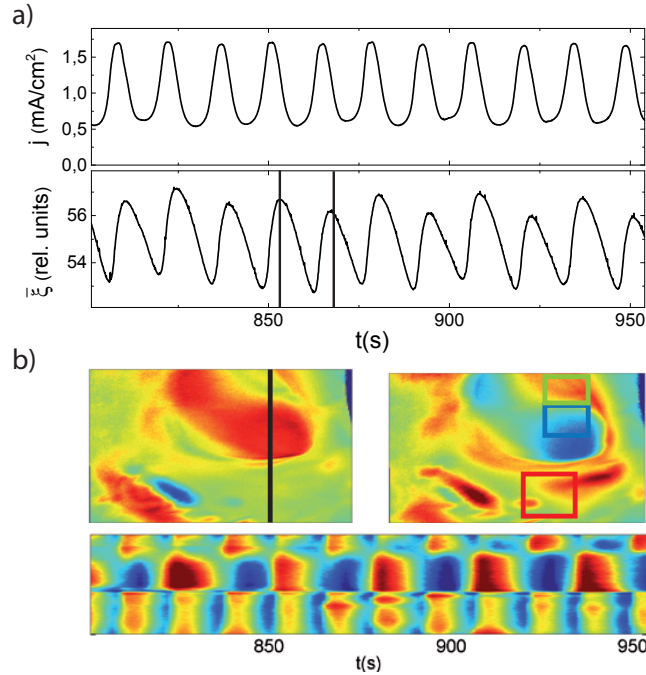 a)
j (mA/cm²)
1,5
1,0
0,5
0,0
ξ̅ (rel. units)
56
54
850
900
950
t(s)
b)
850
900
950
t(s)